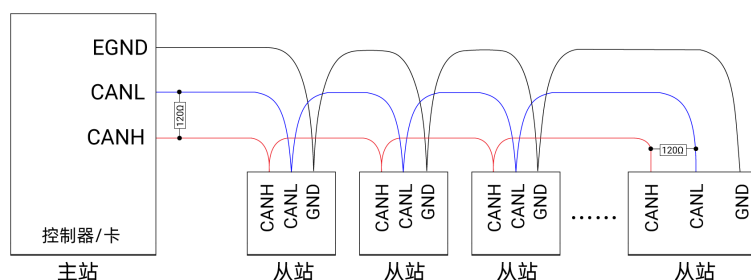 EGND
CANL
120Ω
CANH
控制器/卡
主站
CANH
CANL
GND
从站
CANH
CANL
GND
从站
CANH
CANL
GND
从站
......
120Ω
CANH
CANL
GND
从站